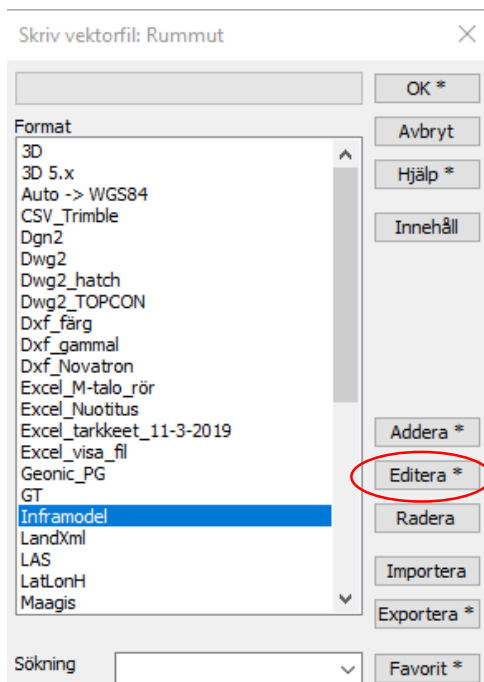 Skriv vektorfil: Rummut
OK *
Format
Avbryt
3D
3D 5.x
Hjälp *
Auto -> WGS84
CSV_Trimble
Innehåll
Dgn2
Dwg2
Dwg2_hatch
Dwg2_TOPCON
Dxf_färg
Dxf_gammal
Dxf_Novatron
Excel_M-talo_rör
Excel_Nuotitus
Excel_tarkkeet_11-3-2019
Addera *
Excel_visa_fil
Geonic_PG
Editera *
GT
Inframodel
Radera
LandXml
LAS
Importera
LatLonH
Maagis
Exportera *
Sökning
Favorit *